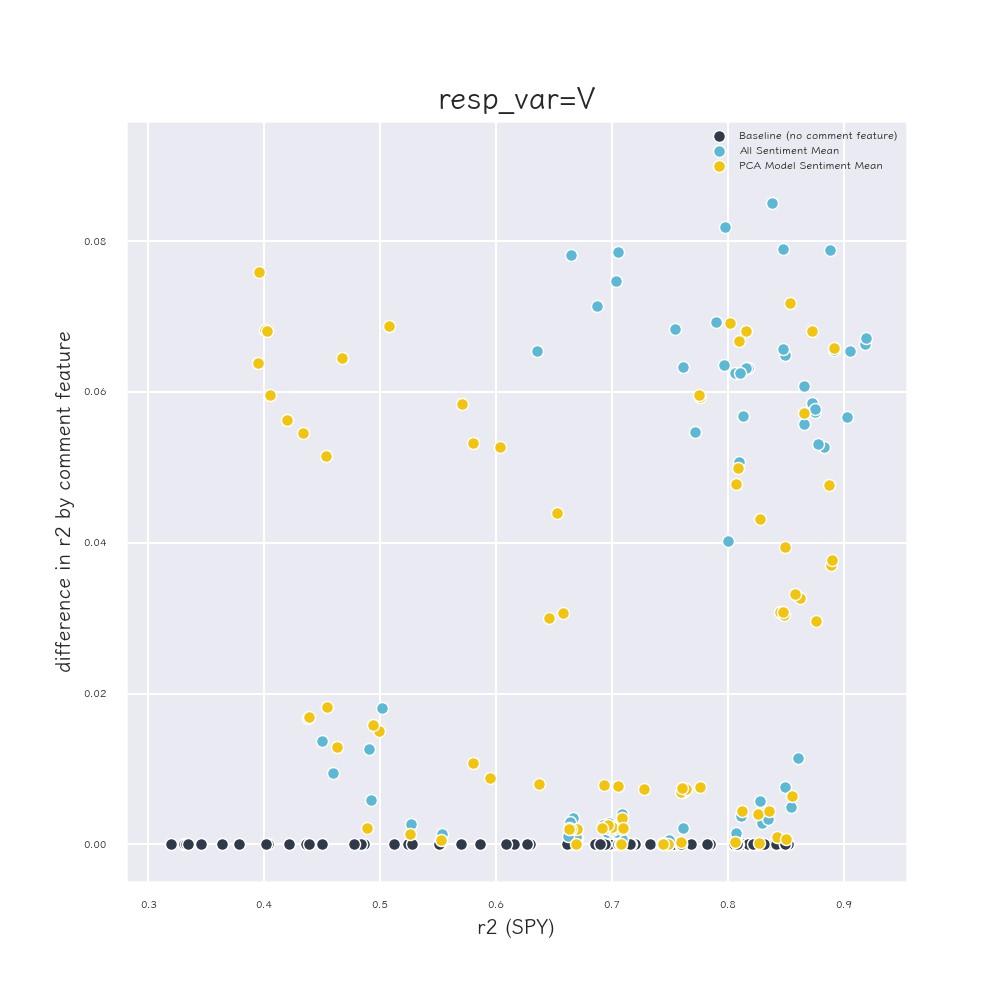 resp_var=V
Baseline (no comment feature)
All Sentiment Mean
PCA Model Sentiment Mean
difference in r2 by comment feature
0.08
0.06
0.04
0.02
0.00
0.3 0.4 0.5 0.6 0.7 0.8 0.9
r2 (SPY)